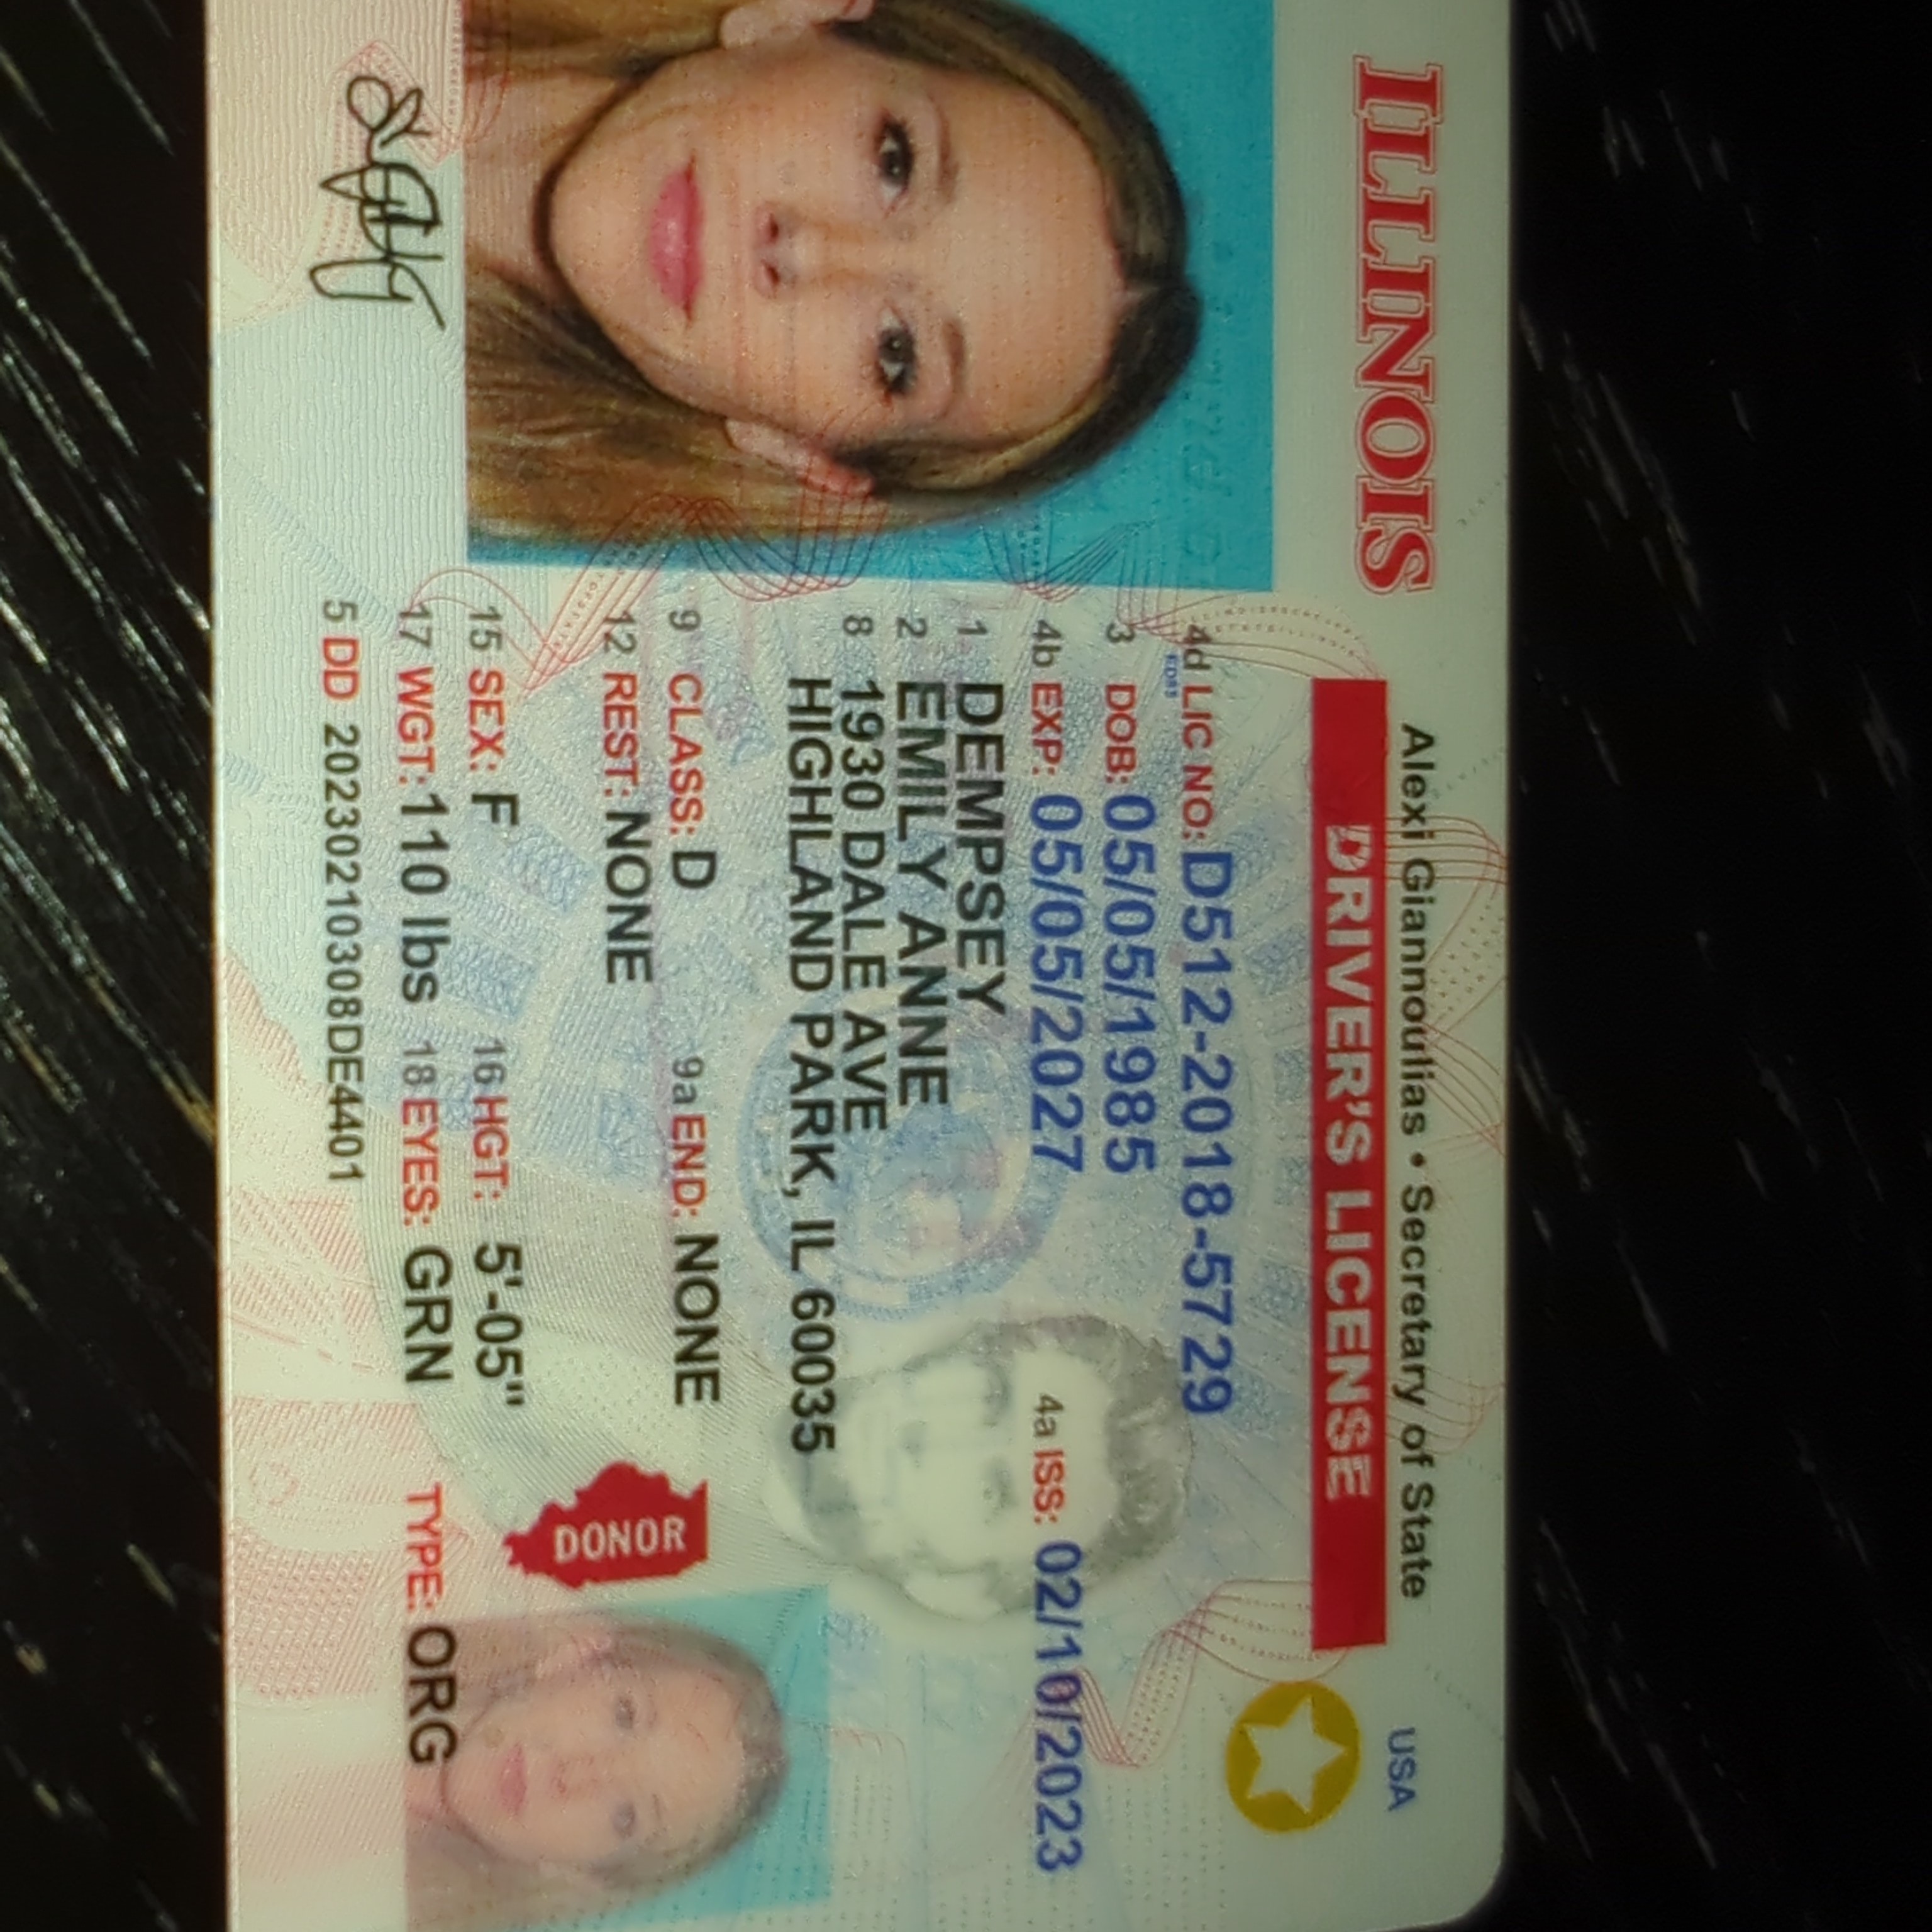 ILLINOIS
Alexi Giannoulias • Secretary of State
USA
DRIVER'S LICENSE
4d LIC NO: D512-2018-5729
3 DOB: 05/05/1985
4b EXP: 05/05/2027
4a ISS: 02/10/2023
1 DEMPSEY
2 EMILY ANNE
8 1930 DALE AVE
HIGHLAND PARK, IL 60035
9 CLASS: D
9a END: NONE
12 REST: NONE
DONOR
15 SEX: F
16 HGT: 5'-05"
17 WGT: 110 lbs
18 EYES: GRN
TYPE: ORG
5 DD 20230210308DE4401